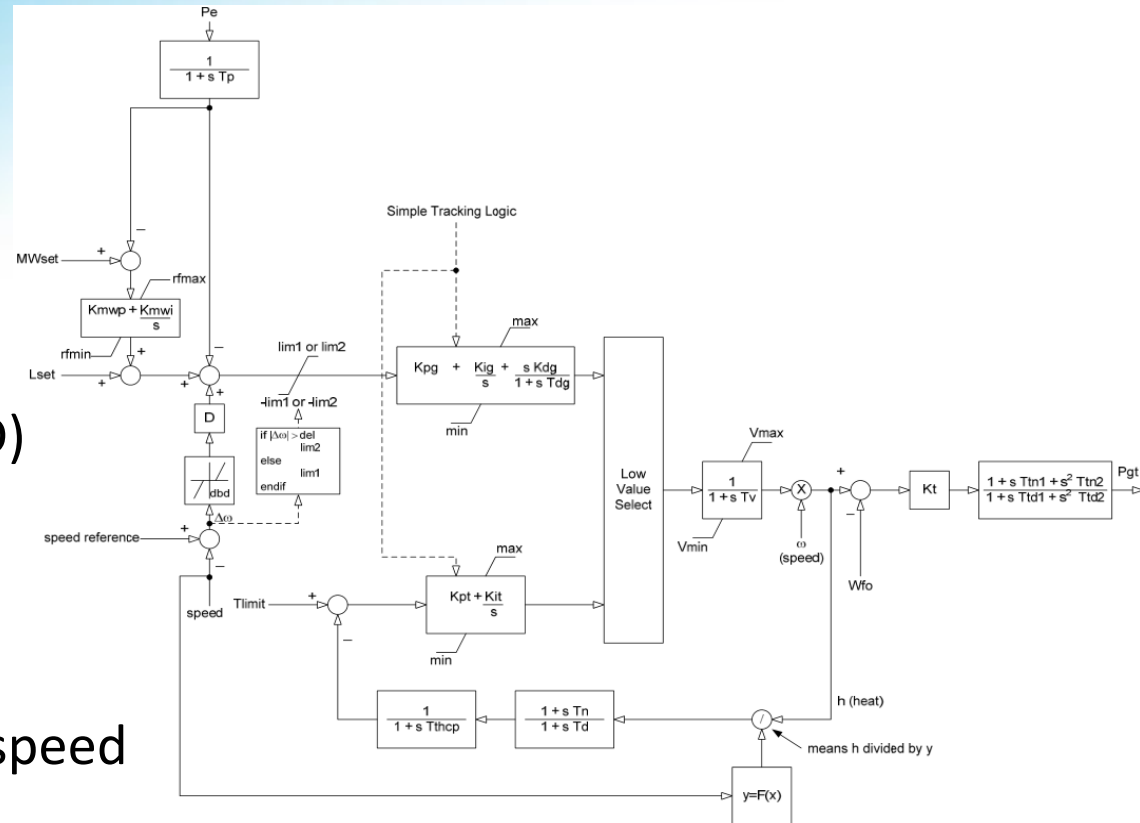 Pe
1
1 + s Tp
Simple Tracking Logic
MWset
+
−
rfmax
Kmwp + Kmwi
s
rfmin
+
Lset
+
+
−
+
lim1 or lim2
-lim1 or -lim2
max
Kpg + Kig + s Kdg
s 1 + s Tdg
min
D
)
if |Δω| > del
lim2
else
lim1
endif
dbd
Δω
speed reference
+
−
speed
Low
Value
Select
Vmax
1
1 + s Tv
Vmin
X
ω
(speed)
+
−
Wfo
Kt
1 + s Ttn1 + s² Ttn2
1 + s Ttd1 + s² Ttd2
Pgt
Tlimit
+
−
max
Kpt + Kit
s
min
1
1 + s Tthcp
1 + s Tn
1 + s Td
/
h (heat)
means h divided by y
speed
y=F(x)